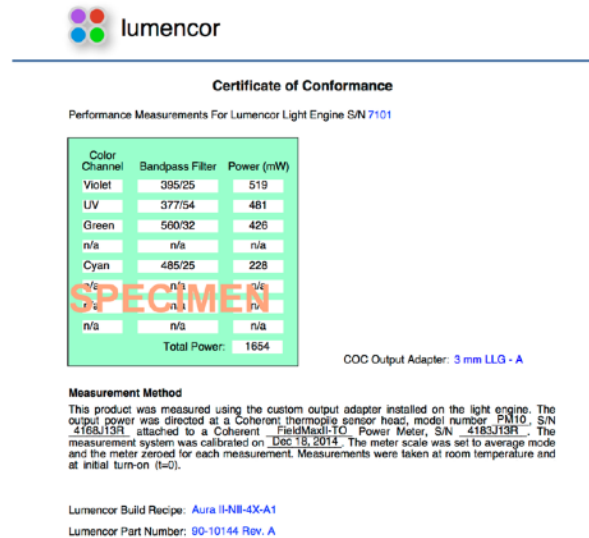 lumencor
Certificate of Conformance
Performance Measurements For Lumencor Light Engine S/N 7101
Color Channel Bandpass Filter Power (mW)
Violet 395/25 519
UV 377/54 481
Green 560/32 426
n/a n/a n/a
Cyan 485/25 228
n/a n/a n/a
SPECIMEN
n/a n/a n/a
n/a n/a n/a
Total Power: 1654
COC Output Adapter: 3 mm LLG - A
Measurement Method
This product was measured using the custom output adapter installed on the light engine. The
output power was directed at a Coherent thermopile sensor head, model number PM10, S/N
4168J13R attached to a Coherent FieldMaxII-TO Power Meter, S/N 4183J13R. The
measurement system was calibrated on Dec 18, 2014. The meter scale was set to average mode
and the meter zeroed for each measurement. Measurements were taken at room temperature and
at initial turn-on (t=0).
Lumencor Build Recipe: Aura II-NIII-4X-A1
Lumencor Part Number: 90-10144 Rev. A